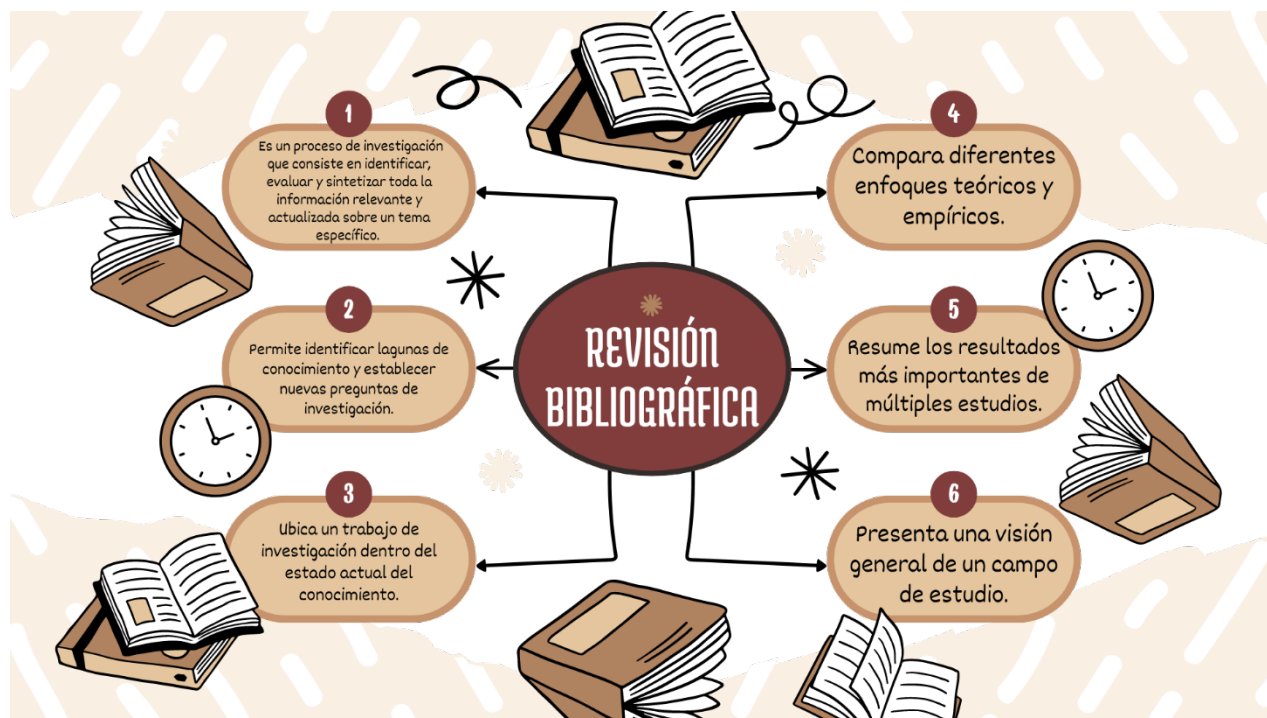 1
Es un proceso de investigación
que consiste en identificar,
evaluar y sintetizar toda la
información relevante y
actualizada sobre un tema
específico.
2
Permite identificar lagunas de
conocimiento y establecer
nuevas preguntas de
investigación.
3
Ubica un trabajo de
investigación dentro del
estado actual del
conocimiento.
REVISIÓN
BIBLIOGRÁFICA
4
Compara diferentes
enfoques teóricos y
empíricos.
5
Resume los resultados
más importantes de
múltiples estudios.
6
Presenta una visión
general de un campo
de estudio.